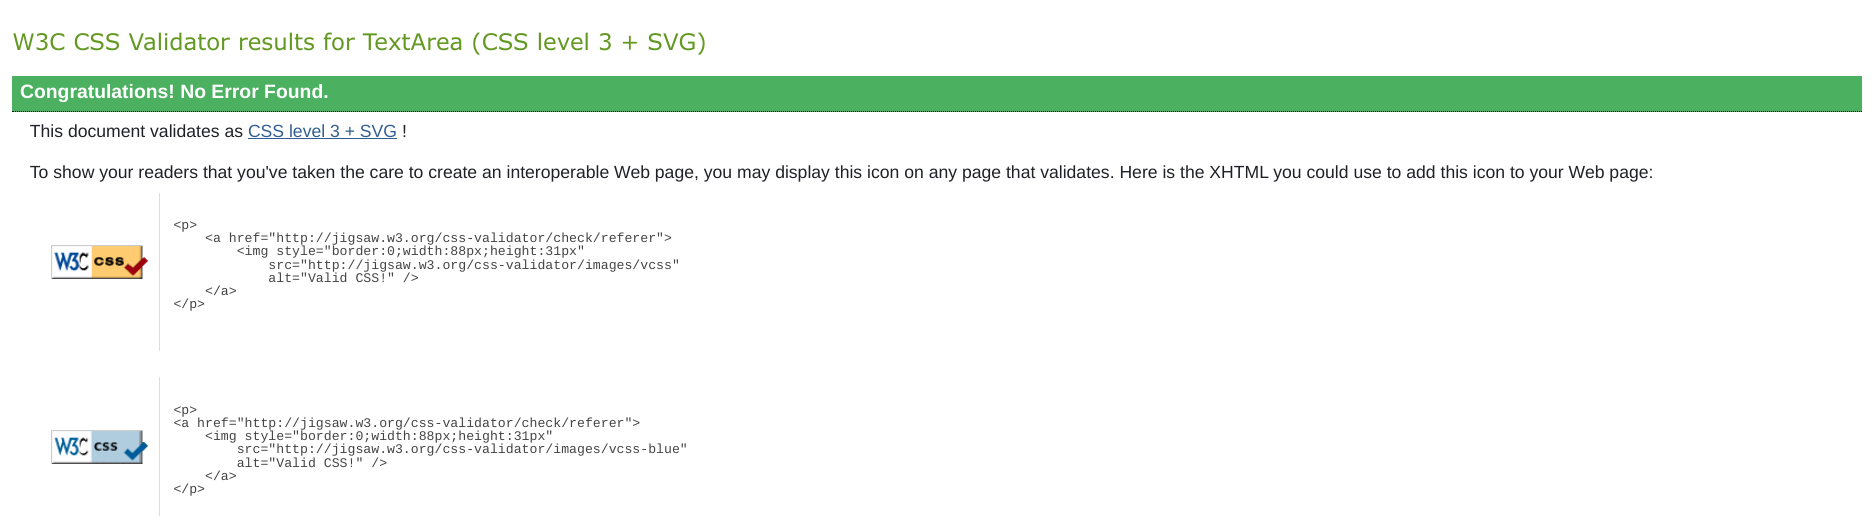 W3C CSS Validator results for TextArea (CSS level 3 + SVG)
Congratulations! No Error Found.
This document validates as CSS level 3 + SVG !
To show your readers that you've taken the care to create an interoperable Web page, you may display this icon on any page that validates. Here is the XHTML you could use to add this icon to your Web page:
W3C css
<p>
    <a href="http://jigsaw.w3.org/css-validator/check/referer">
        <img style="border:0;width:88px;height:31px"
            src="http://jigsaw.w3.org/css-validator/images/vcss"
            alt="Valid CSS!" />
    </a>
</p>
W3C css
<p>
<a href="http://jigsaw.w3.org/css-validator/check/referer">
    <img style="border:0;width:88px;height:31px"
        src="http://jigsaw.w3.org/css-validator/images/vcss-blue"
        alt="Valid CSS!" />
    </a>
</p>